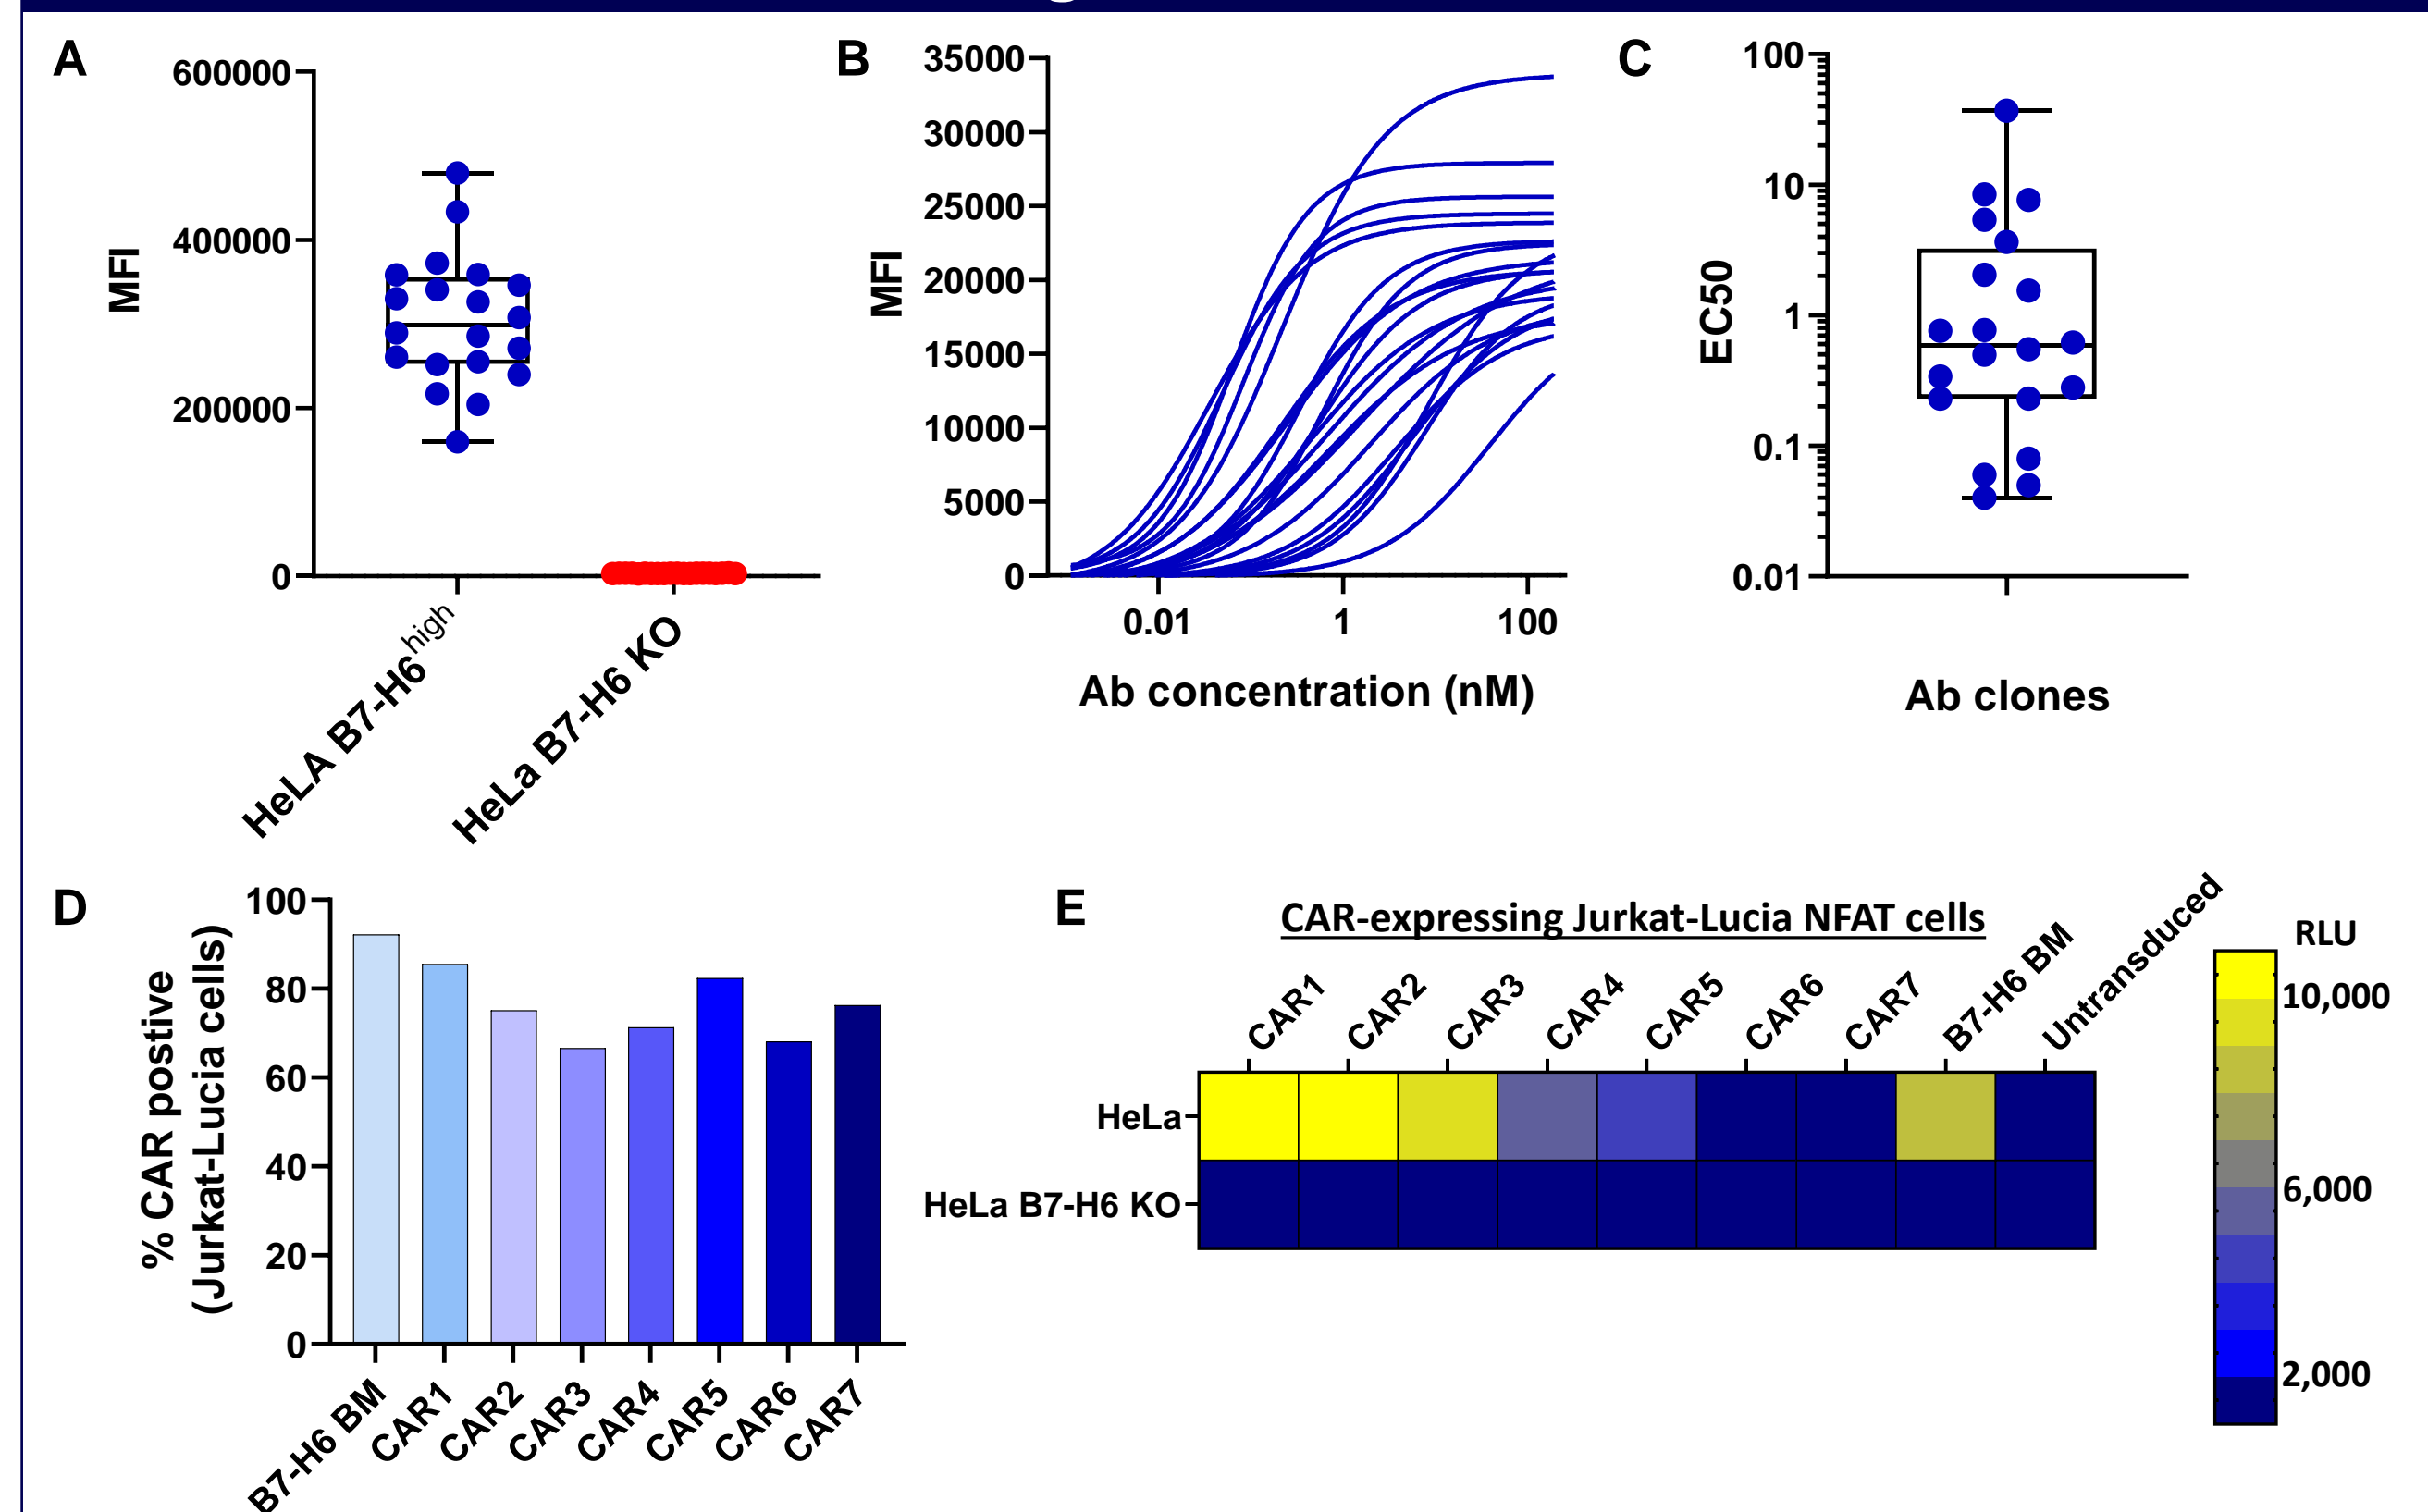 A
600000
400000
200000
0
MFI
HeLA B7-H6high
HeLa B7-H6 KO
B
35000
30000
25000
20000
15000
10000
5000
0
MFI
0.01 1 100
Ab concentration (nM)
C
100
10
1
0.1
0.01
EC50
Ab clones
D
100
80
60
40
20
0
% CAR postive
(Jurkat-Lucia cells)
B7-H6 BM
CAR1
CAR2
CAR3
CAR4
CAR5
CAR6
CAR7
E
CAR-expressing Jurkat-Lucia NFAT cells
CAR1
CAR2
CAR3
CAR4
CAR5
CAR6
CAR7
B7-H6 BM
Untransduced
HeLa
HeLa B7-H6 KO
RLU
10,000
6,000
2,000